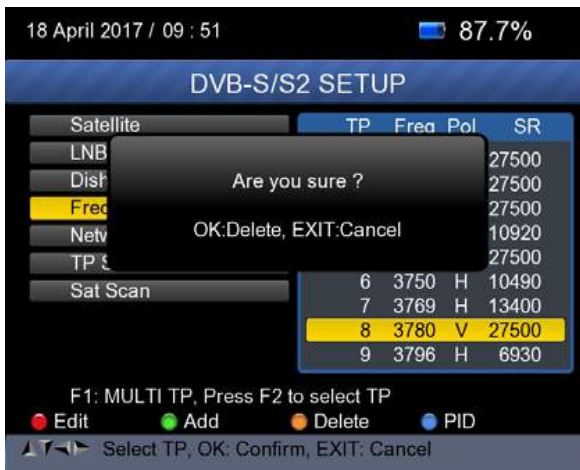 18 April 2017 / 09 : 51 87.7%
DVB-S/S2 SETUP
Satellite
LNB
Dish
Netw
TP S
Sat Scan
TP Freq Pol SR
27500
27500
27500
10920
27500
6 3750 H 10490
7 3769 H 13400
8 3780 V 27500
9 3796 H 6930
Are you sure ?
OK:Delete, EXIT:Cancel
F1: MULTI TP, Press F2 to select TP
Edit Add Delete PID
Select TP, OK: Confirm, EXIT: Cancel